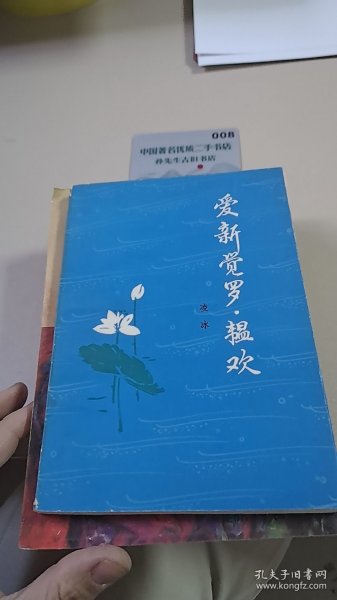 008
中国著名优质二手书店
孙先生古旧书店
爱新觉罗·韫欢
凌冰
孔夫子旧书网
www.kongfz.com